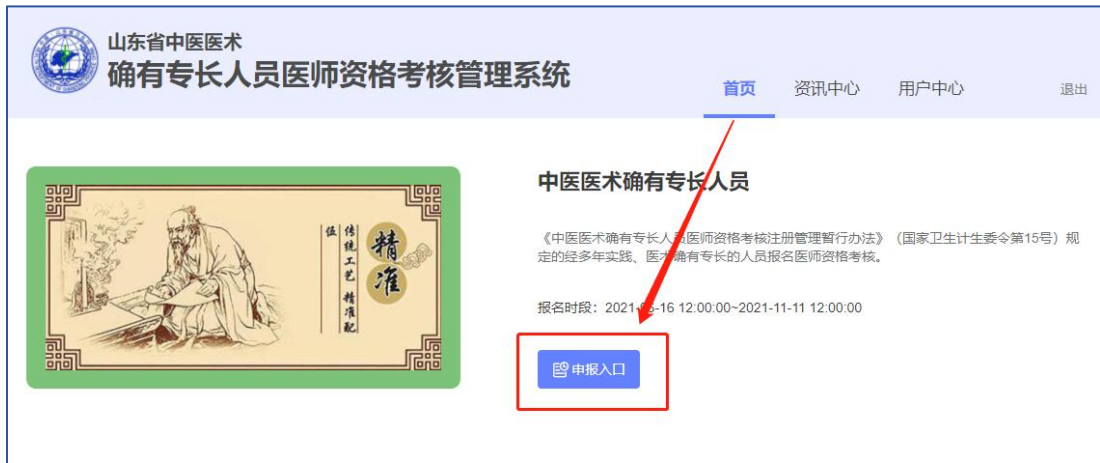 山东省中医医术
确有专长人员医师资格考核管理系统
首页
资讯中心
用户中心
退出
精准
传统工艺 精准配
伍
中医医术确有专长人员
《中医医术确有专长人员医师资格考核注册管理暂行办法》（国家卫生计生委令第15号）规
定的经多年实践、医术确有专长的人员报名医师资格考核。
报名时段：2021-05-16 12:00:00~2021-11-11 12:00:00
申报入口